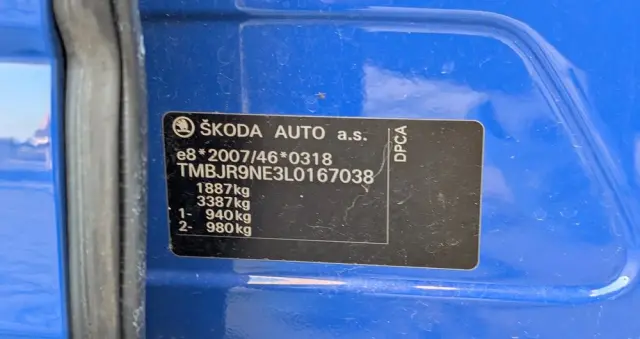 ŠKODA AUTO a.s.
e8*2007/46*0318
TMBJR9NE3L0167038
1887kg
3387kg
1- 940kg
2- 980kg
DPCA